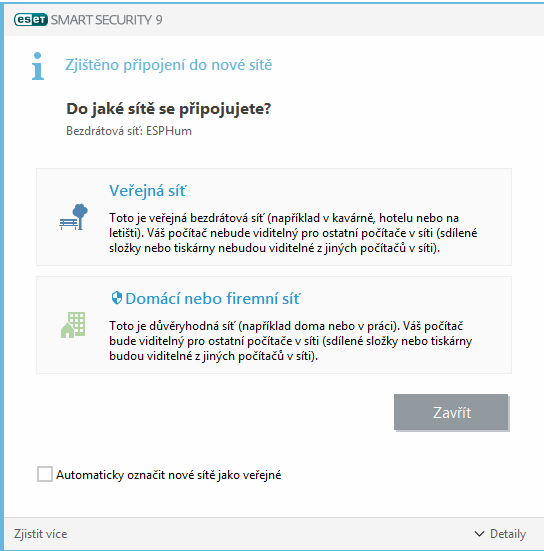 eseT SMART SECURITY 9
Zjištěno připojení do nové sítě
Do jaké sítě se připojujete?
Bezdrátová síť: ESPHum
Veřejná síť
Toto je veřejná bezdrátová síť (například v kavárně, hotelu nebo na
letišti). Váš počítač nebude viditelný pro ostatní počítače v síti (sdílené
složky nebo tiskárny nebudou viditelné z jiných počítačů v síti).
Domácí nebo firemní síť
Toto je důvěryhodná síť (například doma nebo v práci). Váš počítač
bude viditelný pro ostatní počítače v síti (sdílené složky nebo tiskárny
budou viditelné z jiných počítačů v síti).
Zavřít
Automaticky označit nové sítě jako veřejné
Zjistit více
Detaily